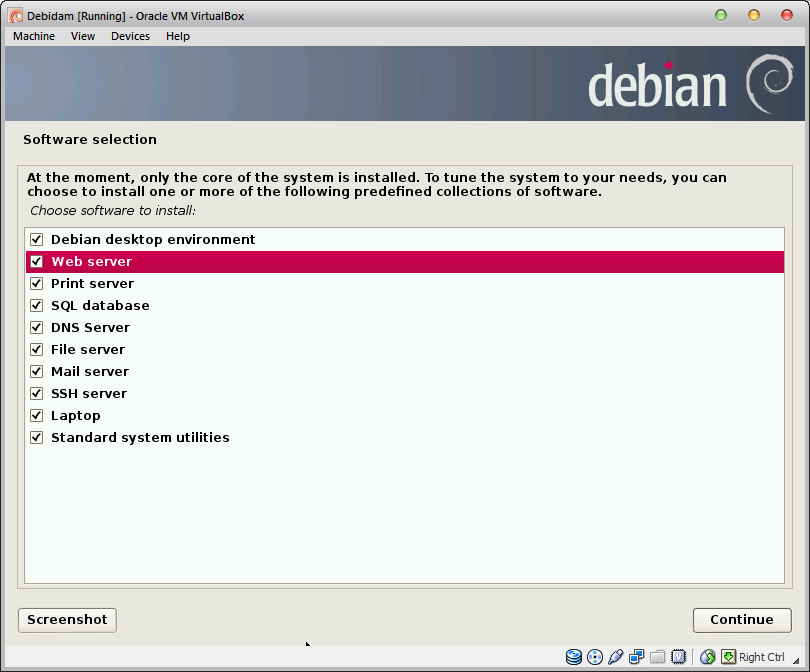 Debidam [Running] - Oracle VM VirtualBox
Machine View Devices Help
debian
Software selection
At the moment, only the core of the system is installed. To tune the system to your needs, you can
choose to install one or more of the following predefined collections of software.
Choose software to install:
Debian desktop environment
Web server
Print server
SQL database
DNS Server
File server
Mail server
SSH server
Laptop
Standard system utilities
Screenshot
Continue
Right Ctrl